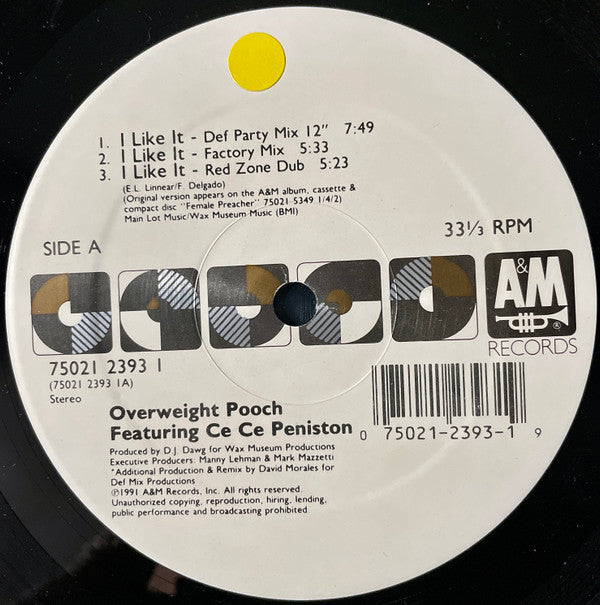 1. I Like It - Def Party Mix 12" 7:49
2. I Like It - Factory Mix 5:33
3. I Like It - Red Zone Dub 5:23
(E.L. Linnear/F. Delgado)
(Original version appears on the A&M album, cassette &
compact disc "Female Preacher" 75021 5349 1/4/2)
Main Lot Music/Wax Museum Music (BMI)
SIDE A
33⅓ RPM
A&M
®
RECORDS
75021 2393 1
(75021 2393 1A)
Stereo
Overweight Pooch
Featuring Ce Ce Peniston
0 75021-2393-1 9
Produced by D.J. Dawg for Wax Museum Productions
Executive Producers: Manny Lehman & Mark Mazzetti
*Additional Production & Remix by David Morales for
Def Mix Productions
℗1991 A&M Records, Inc. All rights reserved.
Unauthorized copying, reproduction, hiring, lending,
public performance and broadcasting prohibited.